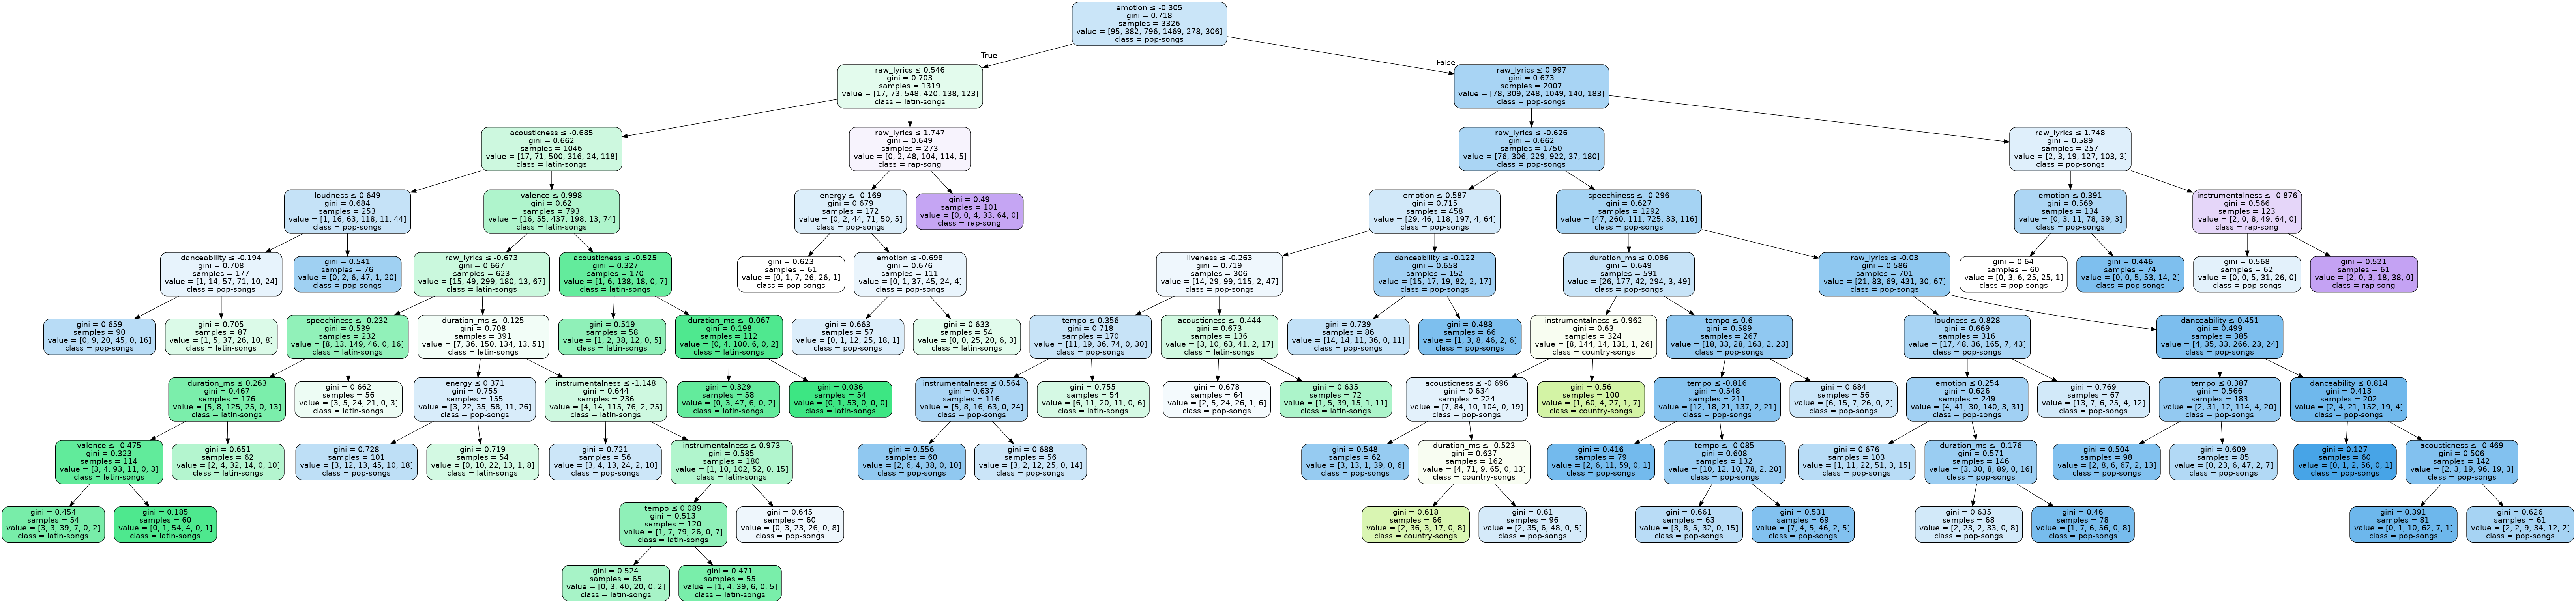 emotion ≤ -0.305
gini = 0.718
samples = 3326
value = [95, 382, 796, 1469, 278, 306]
class = pop-songs
True
False
raw_lyrics ≤ 0.546
gini = 0.703
samples = 1319
value = [17, 73, 548, 420, 138, 123]
class = latin-songs
raw_lyrics ≤ 0.997
gini = 0.673
samples = 2007
value = [78, 309, 248, 1049, 140, 183]
class = pop-songs
acousticness ≤ -0.685
gini = 0.662
samples = 1046
value = [17, 71, 500, 316, 24, 118]
class = latin-songs
raw_lyrics ≤ 1.747
gini = 0.649
samples = 273
value = [0, 2, 48, 104, 114, 5]
class = rap-song
raw_lyrics ≤ -0.626
gini = 0.662
samples = 1750
value = [76, 306, 229, 922, 37, 180]
class = pop-songs
raw_lyrics ≤ 1.748
gini = 0.589
samples = 257
value = [2, 3, 19, 127, 103, 3]
class = pop-songs
loudness ≤ 0.649
gini = 0.684
samples = 253
value = [1, 16, 63, 118, 11, 44]
class = pop-songs
valence ≤ 0.998
gini = 0.62
samples = 793
value = [16, 55, 437, 198, 13, 74]
class = latin-songs
energy ≤ -0.169
gini = 0.679
samples = 172
value = [0, 2, 44, 71, 50, 5]
class = pop-songs
gini = 0.49
samples = 101
value = [0, 0, 4, 33, 64, 0]
class = rap-song
emotion ≤ 0.587
gini = 0.715
samples = 458
value = [29, 46, 118, 197, 4, 64]
class = pop-songs
speechiness ≤ -0.296
gini = 0.627
samples = 1292
value = [47, 260, 111, 725, 33, 116]
class = pop-songs
emotion ≤ 0.391
gini = 0.569
samples = 134
value = [0, 3, 11, 78, 39, 3]
class = pop-songs
instrumentalness ≤ -0.876
gini = 0.566
samples = 123
value = [2, 0, 8, 49, 64, 0]
class = rap-song
danceability ≤ -0.194
gini = 0.708
samples = 177
value = [1, 14, 57, 71, 10, 24]
class = pop-songs
gini = 0.541
samples = 76
value = [0, 2, 6, 47, 1, 20]
class = pop-songs
raw_lyrics ≤ -0.673
gini = 0.667
samples = 623
value = [15, 49, 299, 180, 13, 67]
class = latin-songs
acousticness ≤ -0.525
gini = 0.327
samples = 170
value = [1, 6, 138, 18, 0, 7]
class = latin-songs
gini = 0.623
samples = 61
value = [0, 1, 7, 26, 26, 1]
class = pop-songs
emotion ≤ -0.698
gini = 0.676
samples = 111
value = [0, 1, 37, 45, 24, 4]
class = pop-songs
liveness ≤ -0.263
gini = 0.719
samples = 306
value = [14, 29, 99, 115, 2, 47]
class = pop-songs
danceability ≤ -0.122
gini = 0.658
samples = 152
value = [15, 17, 19, 82, 2, 17]
class = pop-songs
duration_ms ≤ 0.086
gini = 0.649
samples = 591
value = [26, 177, 42, 294, 3, 49]
class = pop-songs
raw_lyrics ≤ -0.03
gini = 0.586
samples = 701
value = [21, 83, 69, 431, 30, 67]
class = pop-songs
gini = 0.64
samples = 60
value = [0, 3, 6, 25, 25, 1]
class = pop-songs
gini = 0.446
samples = 74
value = [0, 0, 5, 53, 14, 2]
class = pop-songs
gini = 0.568
samples = 62
value = [0, 0, 5, 31, 26, 0]
class = pop-songs
gini = 0.521
samples = 61
value = [2, 0, 3, 18, 38, 0]
class = rap-song
gini = 0.659
samples = 90
value = [0, 9, 20, 45, 0, 16]
class = pop-songs
gini = 0.705
samples = 87
value = [1, 5, 37, 26, 10, 8]
class = latin-songs
speechiness ≤ -0.232
gini = 0.539
samples = 232
value = [8, 13, 149, 46, 0, 16]
class = latin-songs
duration_ms ≤ -0.125
gini = 0.708
samples = 391
value = [7, 36, 150, 134, 13, 51]
class = latin-songs
gini = 0.519
samples = 58
value = [1, 2, 38, 12, 0, 5]
class = latin-songs
duration_ms ≤ -0.067
gini = 0.198
samples = 112
value = [0, 4, 100, 6, 0, 2]
class = latin-songs
gini = 0.663
samples = 57
value = [0, 1, 12, 25, 18, 1]
class = pop-songs
gini = 0.633
samples = 54
value = [0, 0, 25, 20, 6, 3]
class = latin-songs
tempo ≤ 0.356
gini = 0.718
samples = 170
value = [11, 19, 36, 74, 0, 30]
class = pop-songs
acousticness ≤ -0.444
gini = 0.673
samples = 136
value = [3, 10, 63, 41, 2, 17]
class = latin-songs
gini = 0.739
samples = 86
value = [14, 14, 11, 36, 0, 11]
class = pop-songs
gini = 0.488
samples = 66
value = [1, 3, 8, 46, 2, 6]
class = pop-songs
instrumentalness ≤ 0.962
gini = 0.63
samples = 324
value = [8, 144, 14, 131, 1, 26]
class = country-songs
tempo ≤ 0.6
gini = 0.589
samples = 267
value = [18, 33, 28, 163, 2, 23]
class = pop-songs
loudness ≤ 0.828
gini = 0.669
samples = 316
value = [17, 48, 36, 165, 7, 43]
class = pop-songs
danceability ≤ 0.451
gini = 0.499
samples = 385
value = [4, 35, 33, 266, 23, 24]
class = pop-songs
duration_ms ≤ 0.263
gini = 0.467
samples = 176
value = [5, 8, 125, 25, 0, 13]
class = latin-songs
gini = 0.662
samples = 56
value = [3, 5, 24, 21, 0, 3]
class = latin-songs
energy ≤ 0.371
gini = 0.755
samples = 155
value = [3, 22, 35, 58, 11, 26]
class = pop-songs
instrumentalness ≤ -1.148
gini = 0.644
samples = 236
value = [4, 14, 115, 76, 2, 25]
class = latin-songs
gini = 0.329
samples = 58
value = [0, 3, 47, 6, 0, 2]
class = latin-songs
gini = 0.036
samples = 54
value = [0, 1, 53, 0, 0, 0]
class = latin-songs
instrumentalness ≤ 0.564
gini = 0.637
samples = 116
value = [5, 8, 16, 63, 0, 24]
class = pop-songs
gini = 0.755
samples = 54
value = [6, 11, 20, 11, 0, 6]
class = latin-songs
gini = 0.678
samples = 64
value = [2, 5, 24, 26, 1, 6]
class = pop-songs
gini = 0.635
samples = 72
value = [1, 5, 39, 15, 1, 11]
class = latin-songs
acousticness ≤ -0.696
gini = 0.634
samples = 224
value = [7, 84, 10, 104, 0, 19]
class = pop-songs
gini = 0.56
samples = 100
value = [1, 60, 4, 27, 1, 7]
class = country-songs
tempo ≤ -0.816
gini = 0.548
samples = 211
value = [12, 18, 21, 137, 2, 21]
class = pop-songs
gini = 0.684
samples = 56
value = [6, 15, 7, 26, 0, 2]
class = pop-songs
emotion ≤ 0.254
gini = 0.626
samples = 249
value = [4, 41, 30, 140, 3, 31]
class = pop-songs
gini = 0.769
samples = 67
value = [13, 7, 6, 25, 4, 12]
class = pop-songs
tempo ≤ 0.387
gini = 0.566
samples = 183
value = [2, 31, 12, 114, 4, 20]
class = pop-songs
danceability ≤ 0.814
gini = 0.413
samples = 202
value = [2, 4, 21, 152, 19, 4]
class = pop-songs
valence ≤ -0.475
gini = 0.323
samples = 114
value = [3, 4, 93, 11, 0, 3]
class = latin-songs
gini = 0.651
samples = 62
value = [2, 4, 32, 14, 0, 10]
class = latin-songs
gini = 0.728
samples = 101
value = [3, 12, 13, 45, 10, 18]
class = pop-songs
gini = 0.719
samples = 54
value = [0, 10, 22, 13, 1, 8]
class = latin-songs
gini = 0.721
samples = 56
value = [3, 4, 13, 24, 2, 10]
class = pop-songs
instrumentalness ≤ 0.973
gini = 0.585
samples = 180
value = [1, 10, 102, 52, 0, 15]
class = latin-songs
gini = 0.556
samples = 60
value = [2, 6, 4, 38, 0, 10]
class = pop-songs
gini = 0.688
samples = 56
value = [3, 2, 12, 25, 0, 14]
class = pop-songs
gini = 0.548
samples = 62
value = [3, 13, 1, 39, 0, 6]
class = pop-songs
duration_ms ≤ -0.523
gini = 0.637
samples = 162
value = [4, 71, 9, 65, 0, 13]
class = country-songs
gini = 0.416
samples = 79
value = [2, 6, 11, 59, 0, 1]
class = pop-songs
tempo ≤ -0.085
gini = 0.608
samples = 132
value = [10, 12, 10, 78, 2, 20]
class = pop-songs
gini = 0.676
samples = 103
value = [1, 11, 22, 51, 3, 15]
class = pop-songs
duration_ms ≤ -0.176
gini = 0.571
samples = 146
value = [3, 30, 8, 89, 0, 16]
class = pop-songs
gini = 0.504
samples = 98
value = [2, 8, 6, 67, 2, 13]
class = pop-songs
gini = 0.609
samples = 85
value = [0, 23, 6, 47, 2, 7]
class = pop-songs
gini = 0.127
samples = 60
value = [0, 1, 2, 56, 0, 1]
class = pop-songs
acousticness ≤ -0.469
gini = 0.506
samples = 142
value = [2, 3, 19, 96, 19, 3]
class = pop-songs
gini = 0.454
samples = 54
value = [3, 3, 39, 7, 0, 2]
class = latin-songs
gini = 0.185
samples = 60
value = [0, 1, 54, 4, 0, 1]
class = latin-songs
tempo ≤ 0.089
gini = 0.513
samples = 120
value = [1, 7, 79, 26, 0, 7]
class = latin-songs
gini = 0.645
samples = 60
value = [0, 3, 23, 26, 0, 8]
class = pop-songs
gini = 0.618
samples = 66
value = [2, 36, 3, 17, 0, 8]
class = country-songs
gini = 0.61
samples = 96
value = [2, 35, 6, 48, 0, 5]
class = pop-songs
gini = 0.661
samples = 63
value = [3, 8, 5, 32, 0, 15]
class = pop-songs
gini = 0.531
samples = 69
value = [7, 4, 5, 46, 2, 5]
class = pop-songs
gini = 0.635
samples = 68
value = [2, 23, 2, 33, 0, 8]
class = pop-songs
gini = 0.46
samples = 78
value = [1, 7, 6, 56, 0, 8]
class = pop-songs
gini = 0.391
samples = 81
value = [0, 1, 10, 62, 7, 1]
class = pop-songs
gini = 0.626
samples = 61
value = [2, 2, 9, 34, 12, 2]
class = pop-songs
gini = 0.524
samples = 65
value = [0, 3, 40, 20, 0, 2]
class = latin-songs
gini = 0.471
samples = 55
value = [1, 4, 39, 6, 0, 5]
class = latin-songs